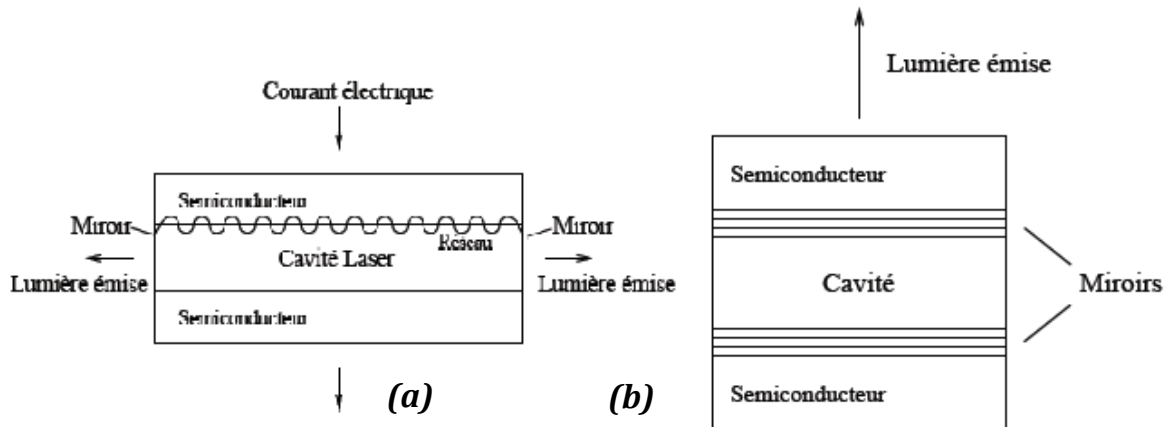 Courant électrique
Semiconducteur
Miroir
Miroir
Réseau
Cavité Laser
Lumière émise
Lumière émise
Semiconducteur
(a)
Lumière émise
Semiconducteur
Cavité
Miroirs
Semiconducteur
(b)